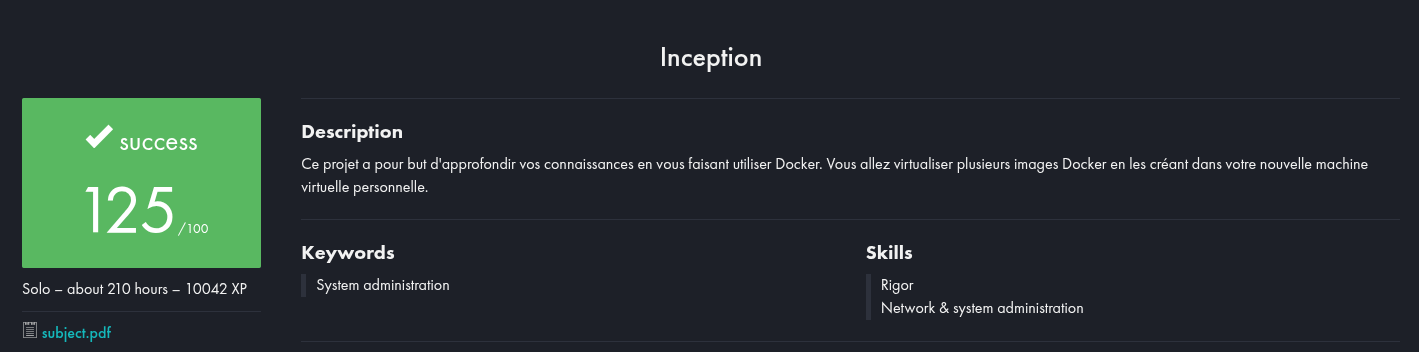 Inception
success
125 /100
Solo – about 210 hours – 10042 XP
subject.pdf
Description
Ce projet a pour but d'approfondir vos connaissances en vous faisant utiliser Docker. Vous allez virtualiser plusieurs images Docker en les créant dans votre nouvelle machine
virtuelle personnelle.
Keywords
System administration
Skills
Rigor
Network & system administration